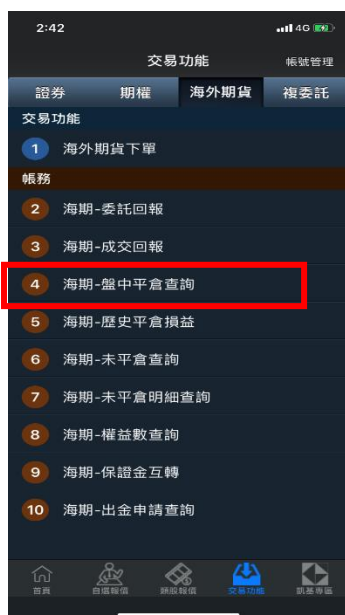 2:42
4G
交易功能
帳號管理
證券 期權 海外期貨 複委託
交易功能
1 海外期貨下單
帳務
2 海期-委託回報
3 海期-成交回報
4 海期-盤中平倉查詢
5 海期-歷史平倉損益
6 海期-未平倉查詢
7 海期-未平倉明細查詢
8 海期-權益數查詢
9 海期-保證金互轉
10 海期-出金申請查詢
首頁 自選報價 類股報價 交易功能 凱基專區